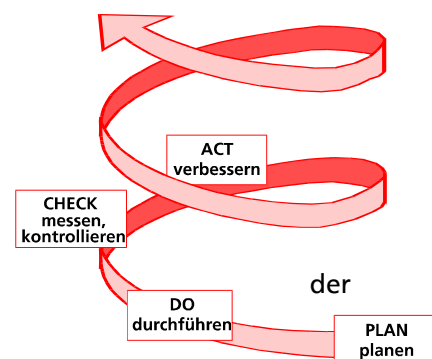 ACT
verbessern
CHECK
messen,
kontrollieren
der
DO
durchführen
PLAN
planen